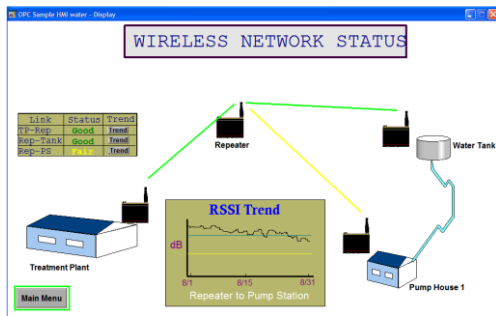 OPC Sample HMI water - Display
WIRELESS NETWORK STATUS
Link Status Trend
TP-Rep Good Trend
Rep-Tank Good Trend
Rep-PS Fair Trend
Repeater
Water Tank
Treatment Plant
RSSI Trend
dB
8/1 8/15 8/31
Repeater to Pump Station
Pump House 1
Main Menu